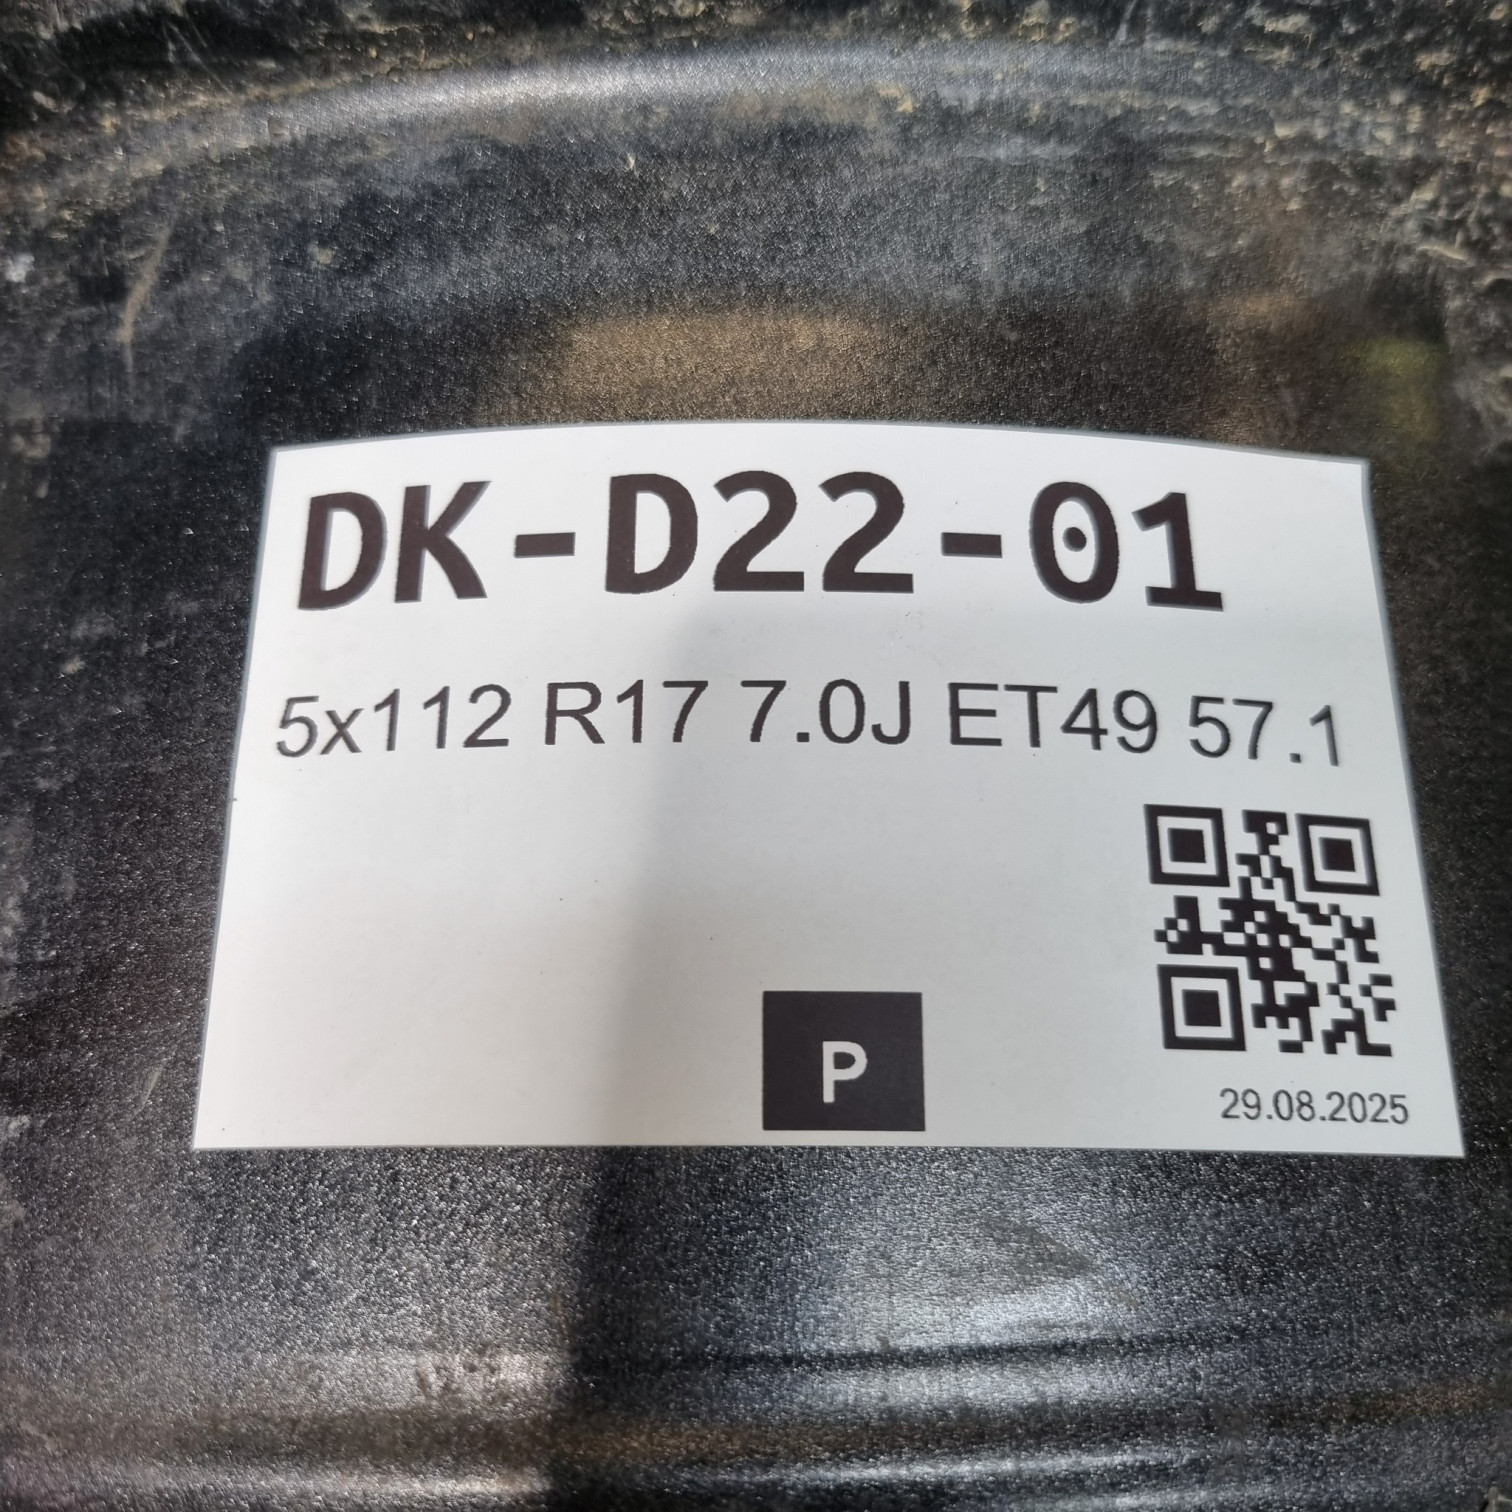 DK-D22-01
5x112 R17 7.0J ET49 57.1
P
29.08.2025